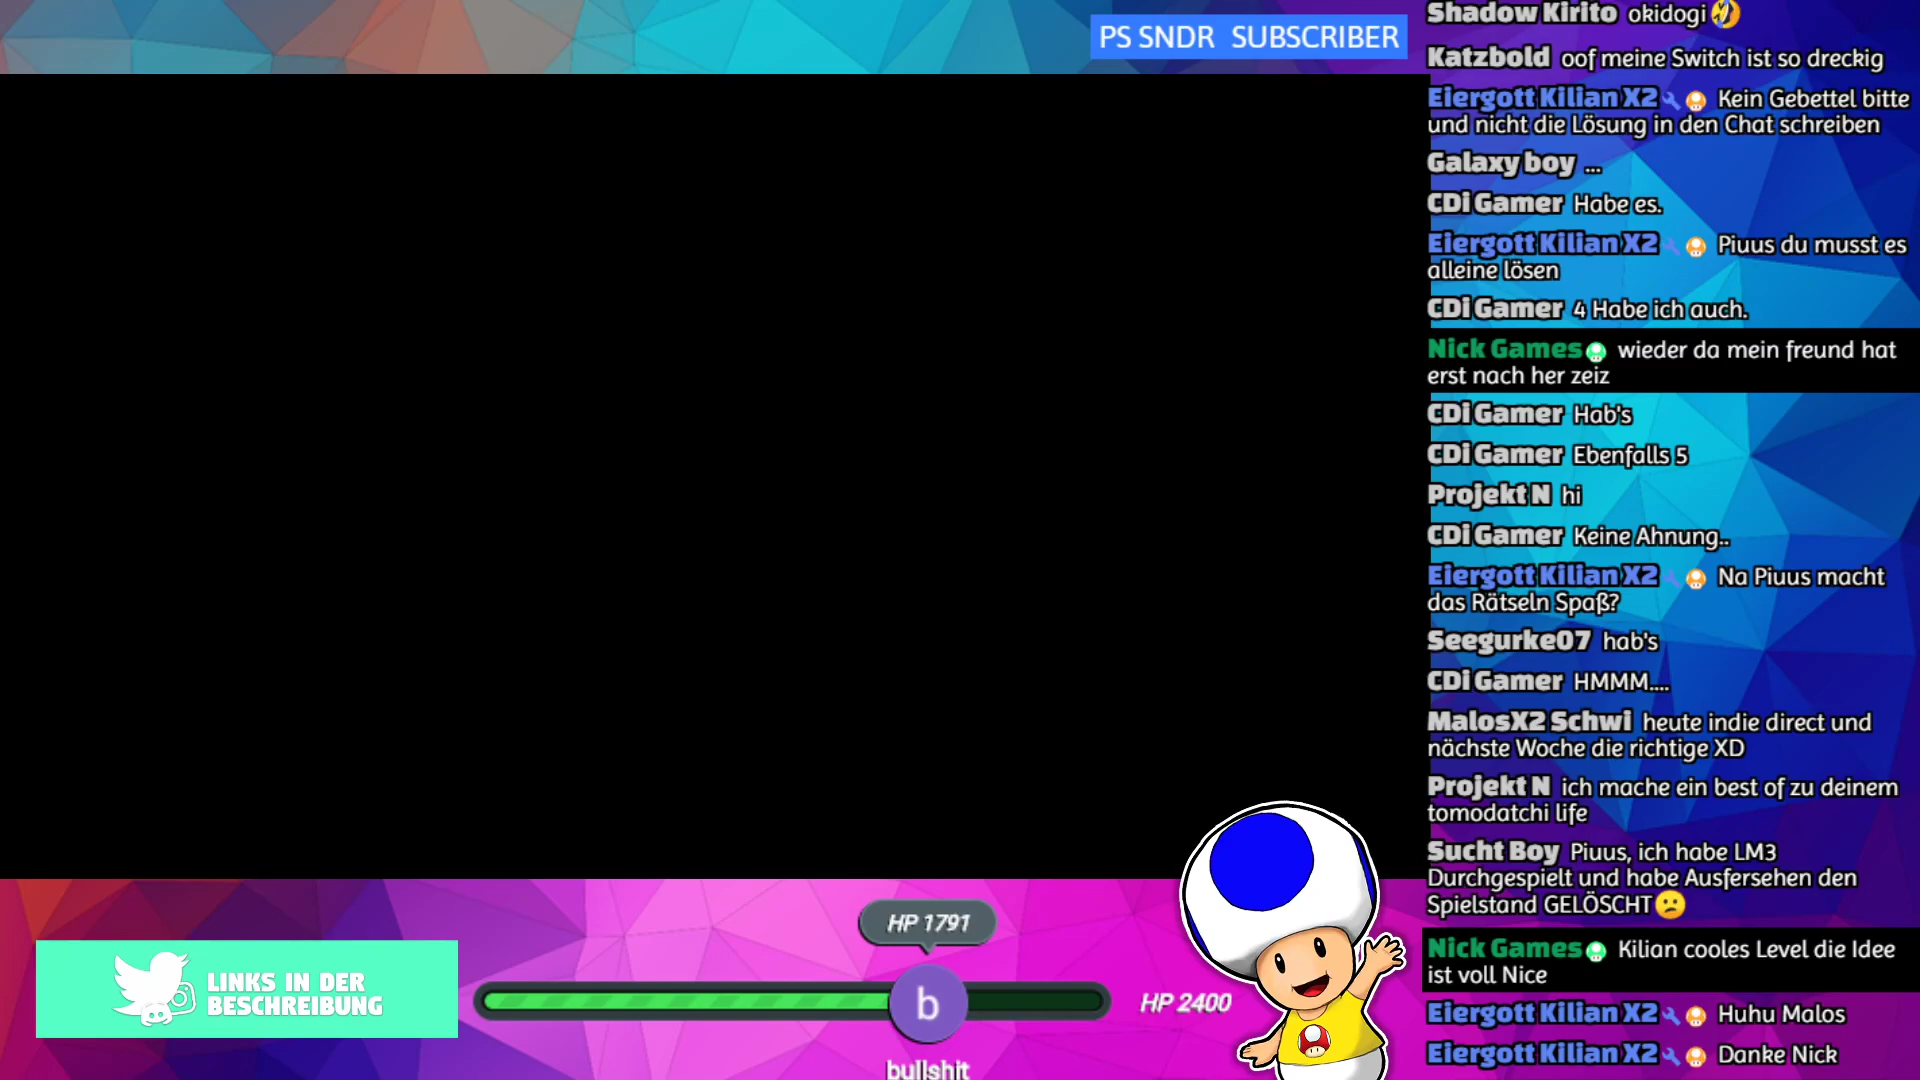 PS SNDR SUBSCRIBER
Shadow Kirito okidogi🤣
Katzbold oof meine Switch ist so dreckig
Eiergott Kilian X2 Kein Gebettel bitte
und nicht die Lösung in den Chat schreiben
Galaxy boy ...
CDi Gamer Habe es.
Eiergott Kilian X2 Piuus du musst es
alleine lösen
CDi Gamer 4 Habe ich auch.
Nick Games wieder da mein freund hat
erst nach her zeiz
CDi Gamer Hab's
CDi Gamer Ebenfalls 5
Projekt N hi
CDi Gamer Keine Ahnung..
Eiergott Kilian X2 Na Piuus macht
das Rätseln Spaß?
Seegurke07 hab's
CDi Gamer HMMM....
MalosX2 Schwi heute indie direct und
nächste Woche die richtige XD
Projekt N ich mache ein best of zu deinem
tomodatchi life
Sucht Boy Piuus, ich habe LM3
Durchgespielt und habe Ausfersehen den
Spielstand GELÖSCHT😕
Nick Games Kilian cooles Level die Idee
ist voll Nice
Eiergott Kilian X2 Huhu Malos
Eiergott Kilian X2 Danke Nick
LINKS IN DER
BESCHREIBUNG
HP 1791
b
HP 2400
bullshit